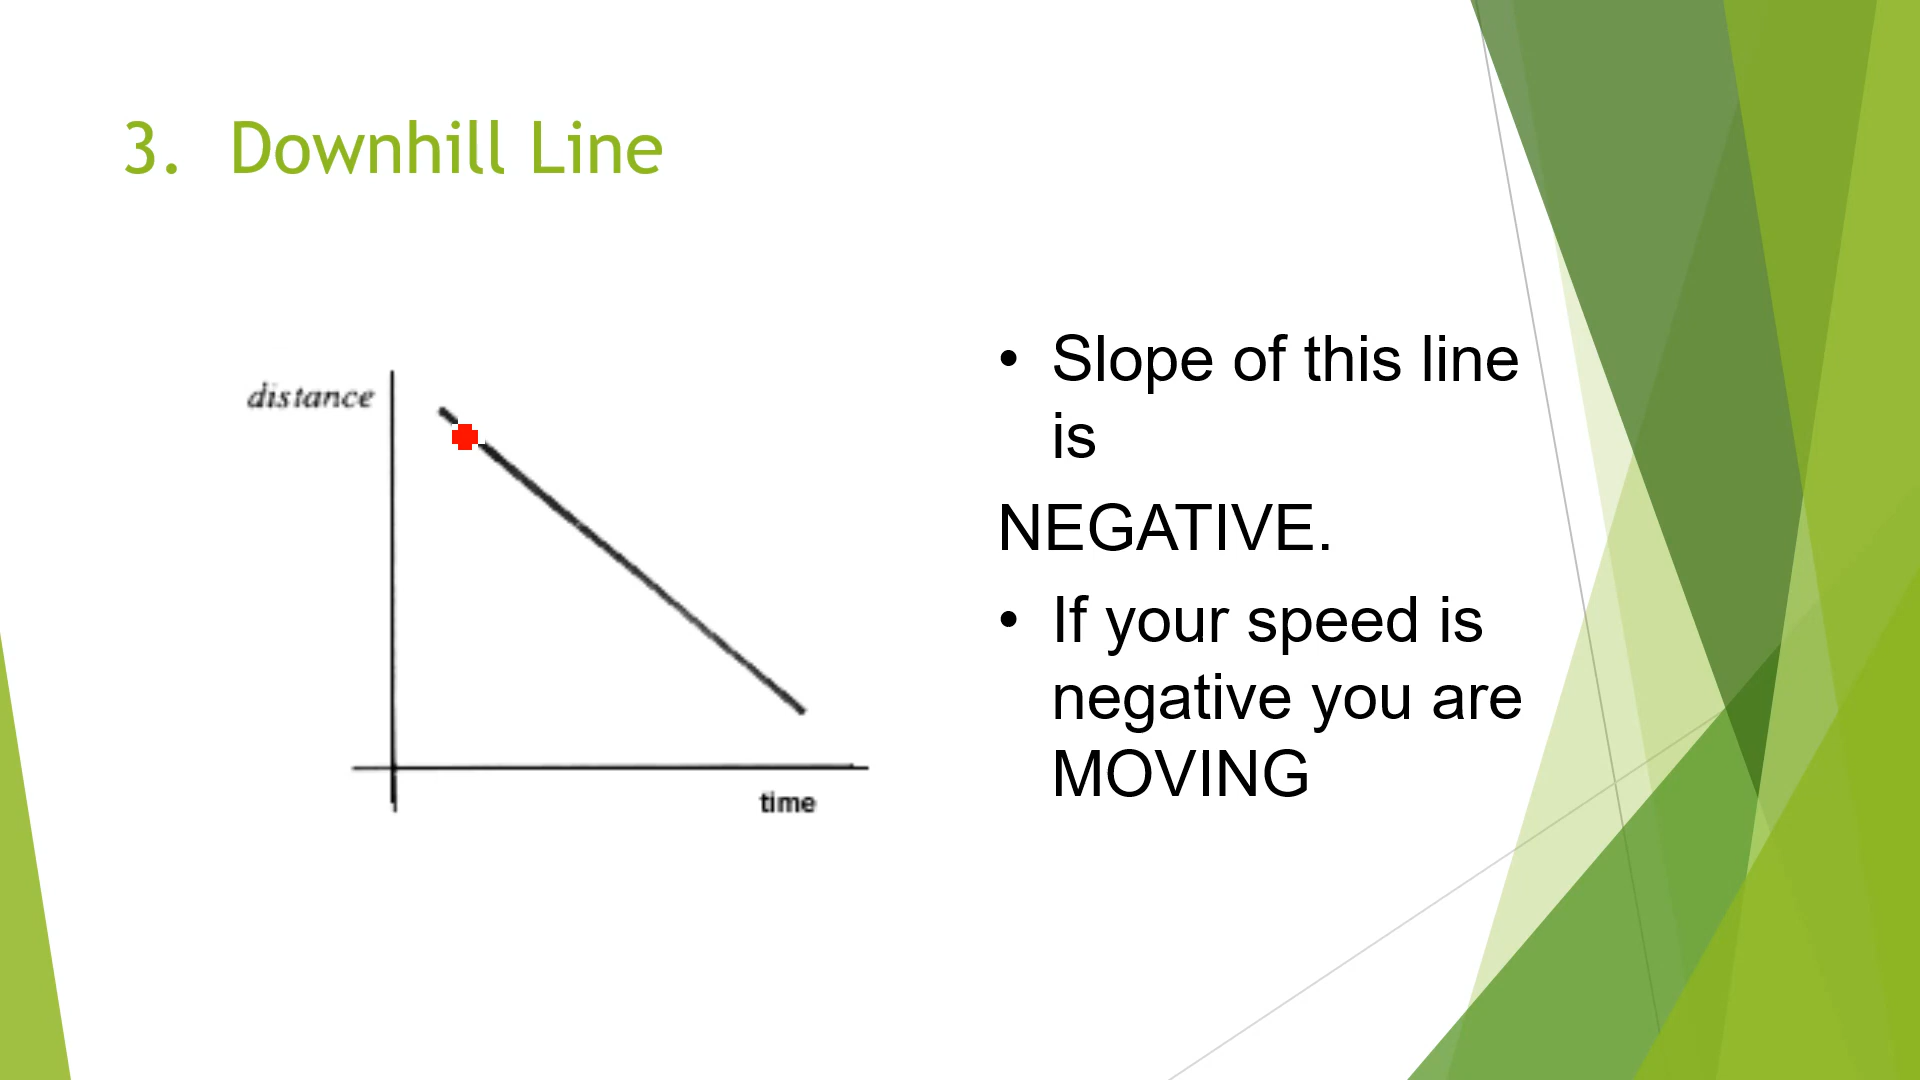 3. Downhill Line
distance
time
• Slope of this line
is
NEGATIVE.
• If your speed is
negative you are
MOVING